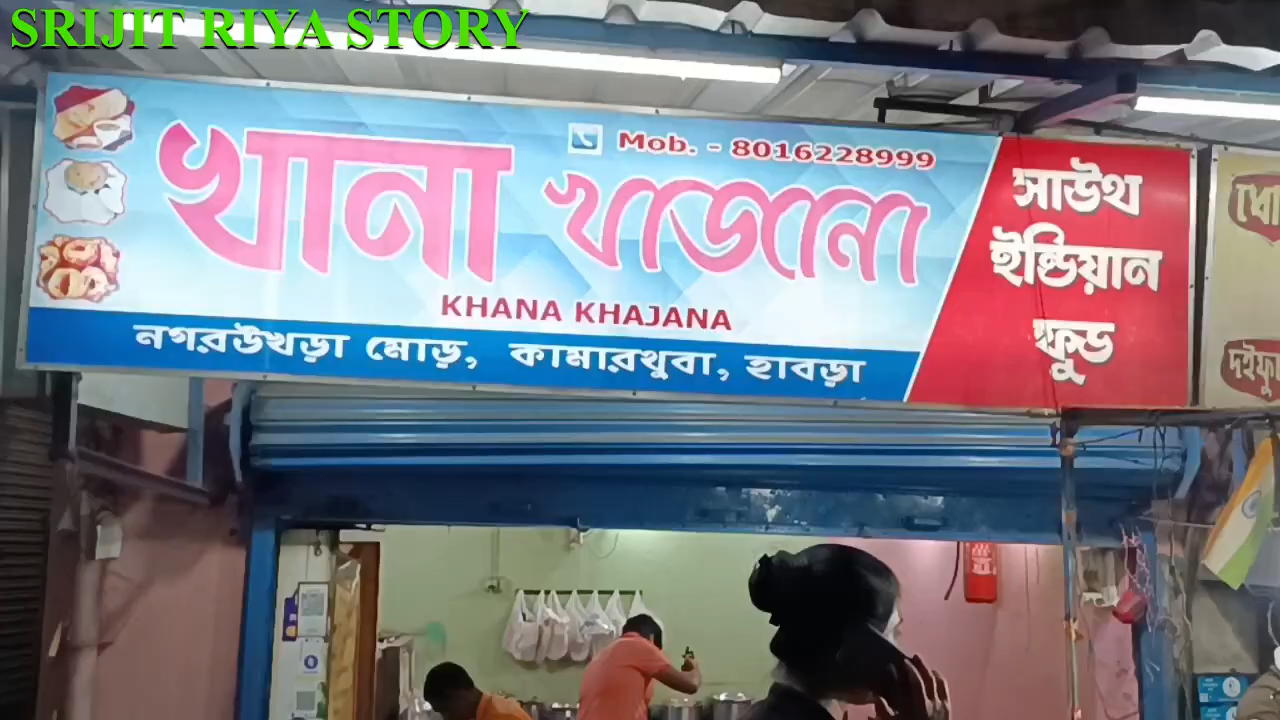 SRIJIT RIYA STORY
Mob. - 8016228999
খানা খাজানা
KHANA KHAJANA
নগরউখড়া মোড়, কামারথুবা, হাবড়া
সাউথ
ইন্ডিয়ান
ফুড